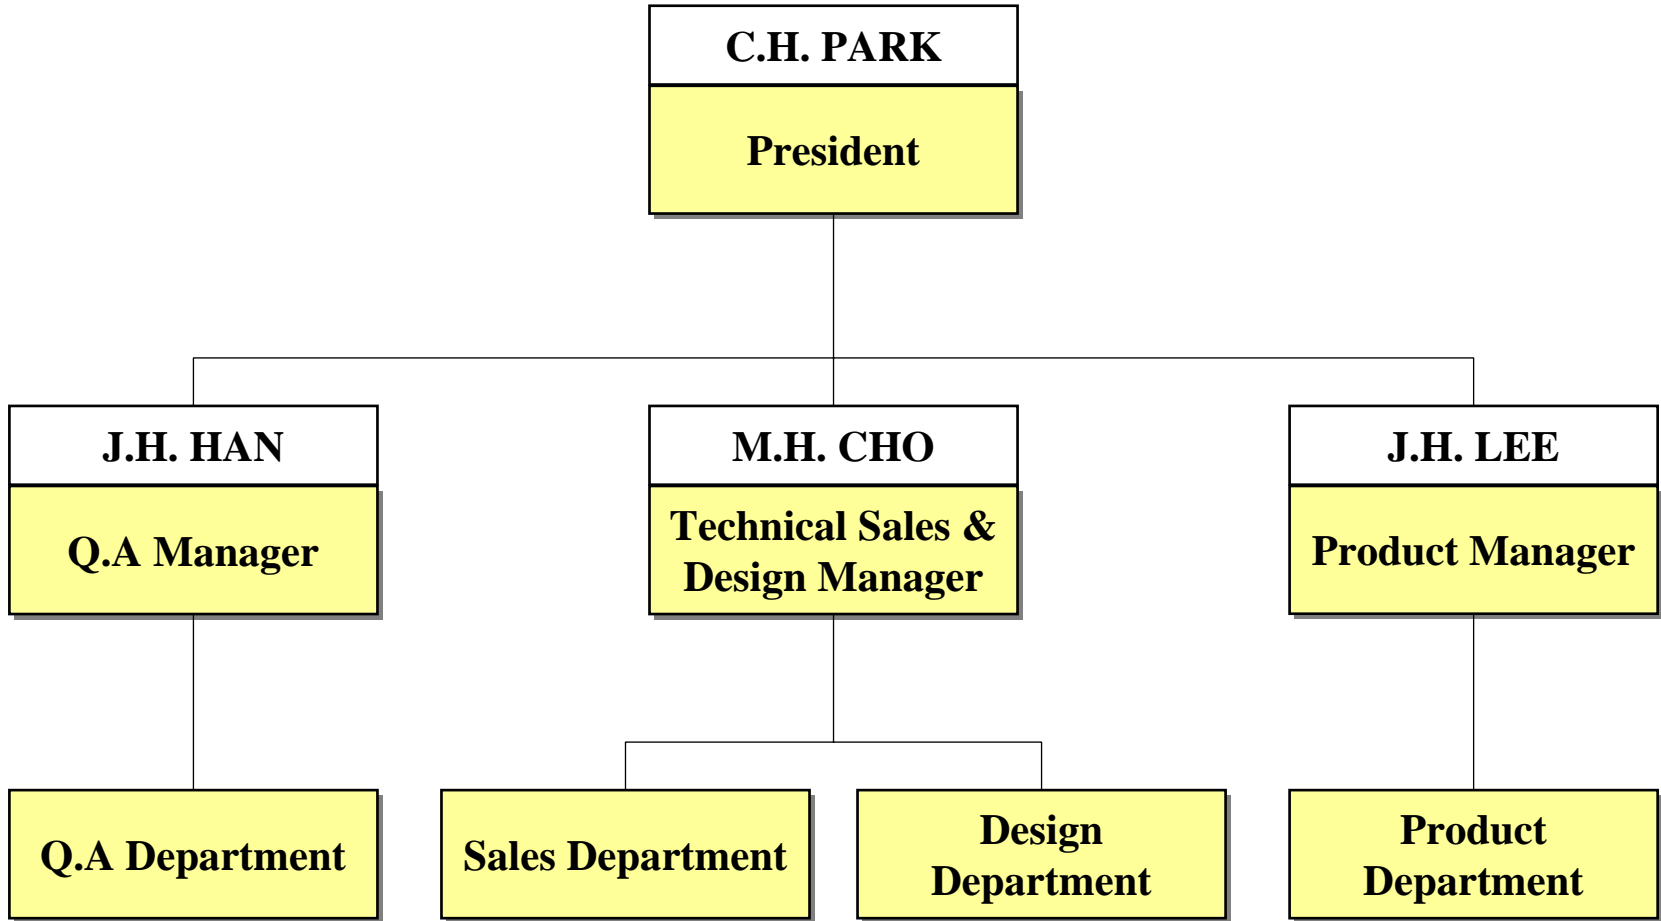 C.H. PARK
President
J.H. HAN
Q.A Manager
M.H. CHO
Technical Sales &
Design Manager
J.H. LEE
Product Manager
Q.A Department
Sales Department
Design
Department
Product
Department